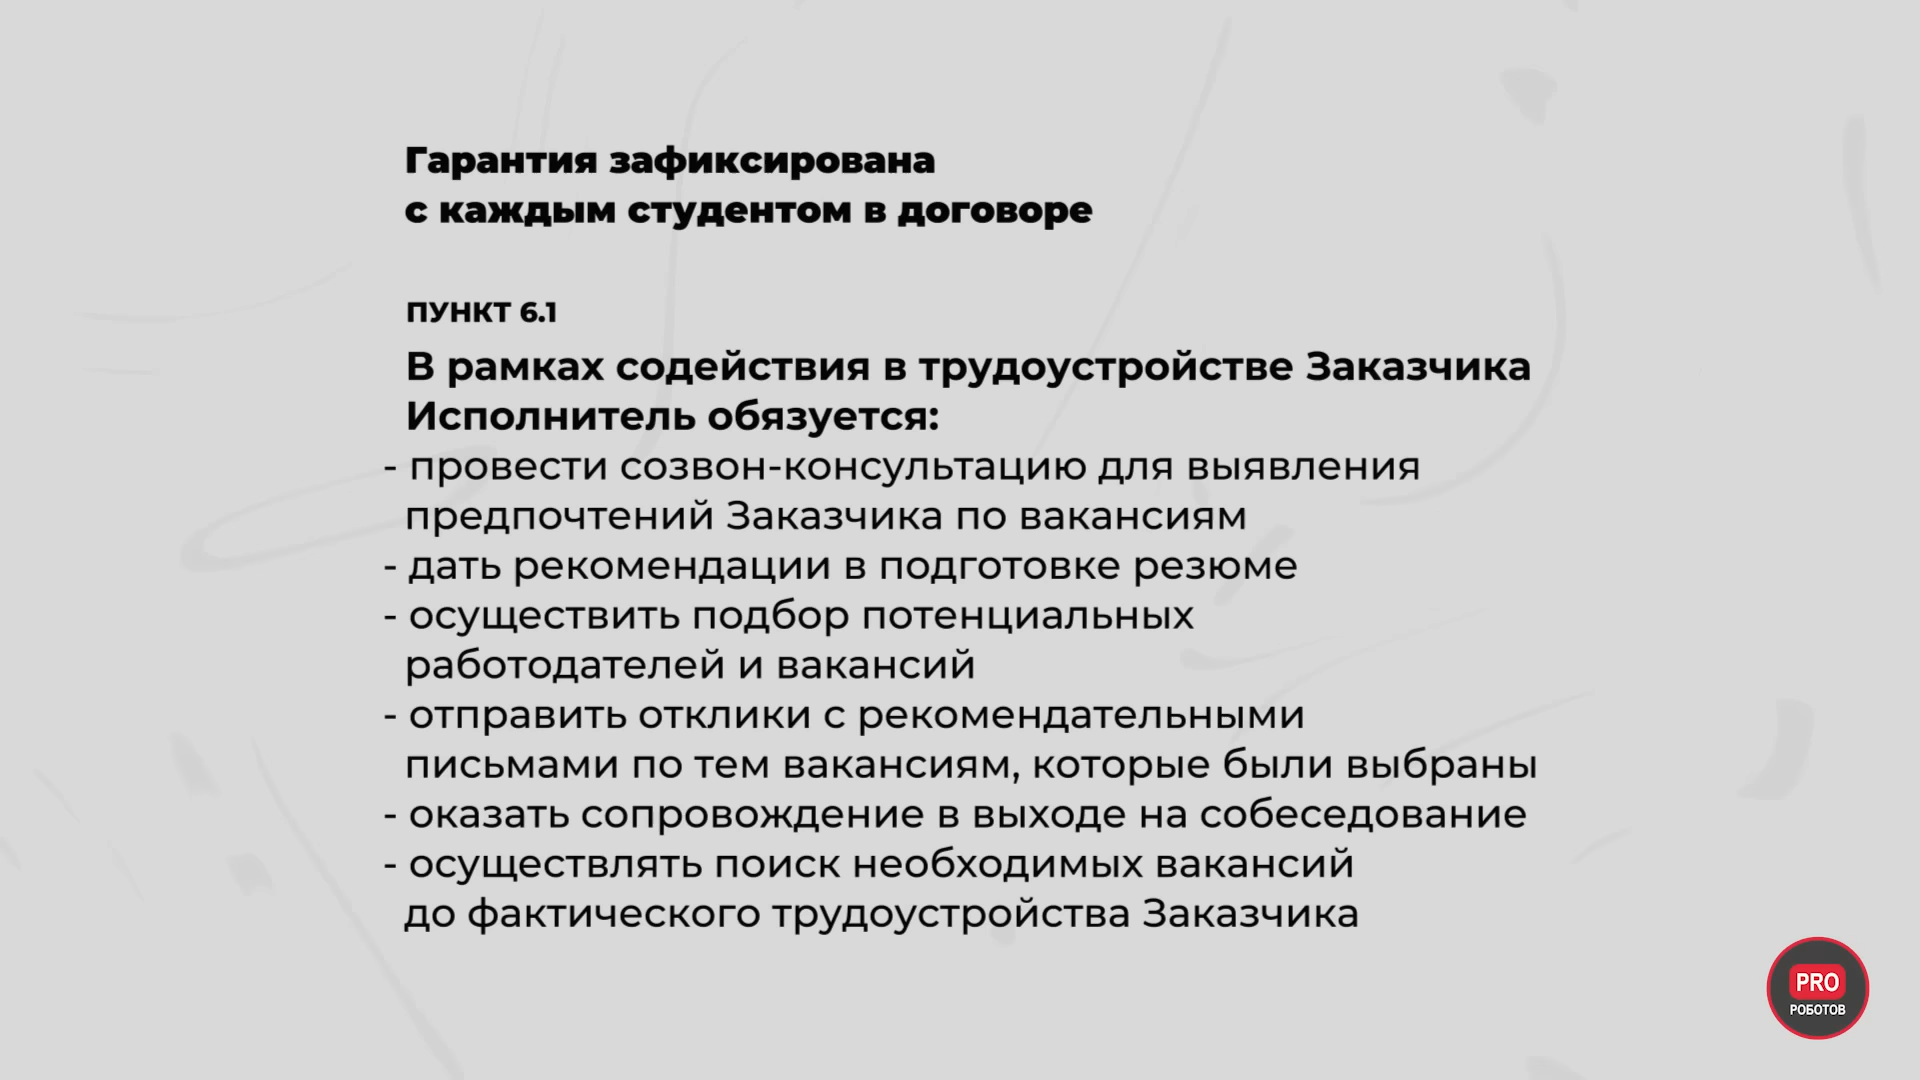 Гарантия зафиксирована
с каждым студентом в договоре
ПУНКТ 6.1
В рамках содействия в трудоустройстве Заказчика
Исполнитель обязуется:
- провести созвон-консультацию для выявления
предпочтений Заказчика по вакансиям
- дать рекомендации в подготовке резюме
- осуществить подбор потенциальных
работодателей и вакансий
- отправить отклики с рекомендательными
письмами по тем вакансиям, которые были выбраны
- оказать сопровождение в выходе на собеседование
- осуществлять поиск необходимых вакансий
до фактического трудоустройства Заказчика
PRO
РОБОТОВ